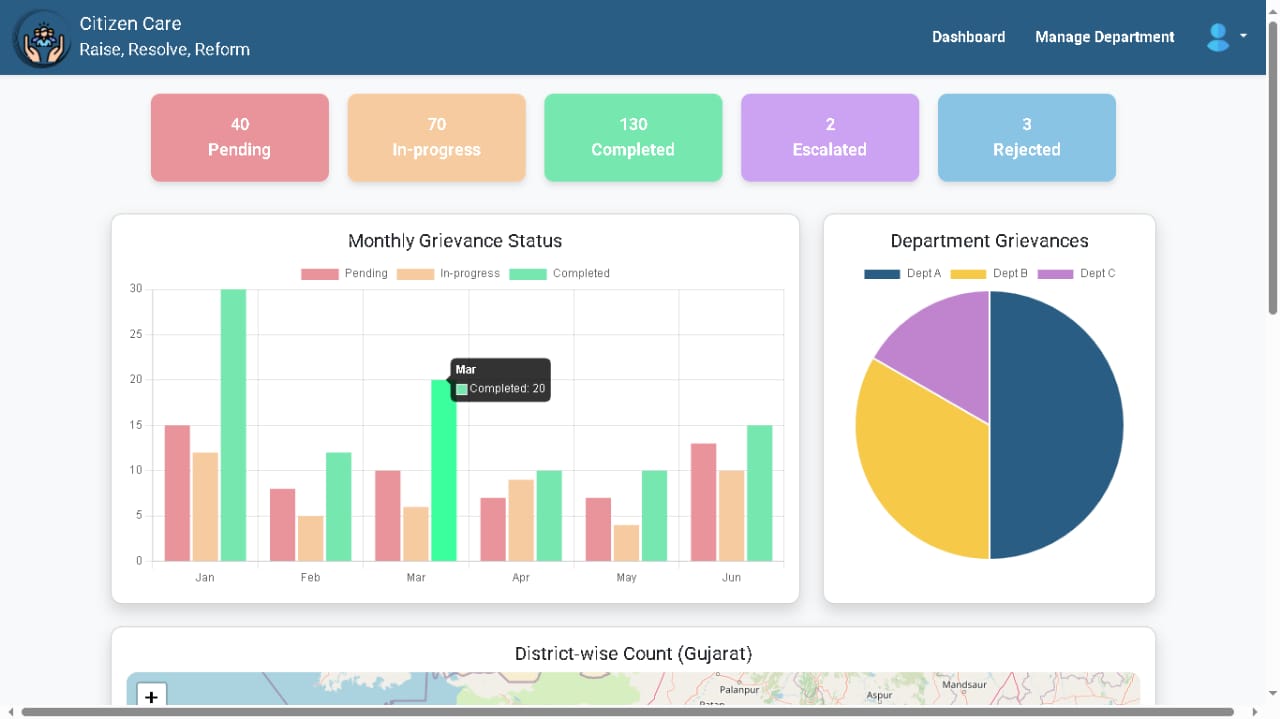 Citizen Care
Raise, Resolve, Reform
Dashboard
Manage Department
40
Pending
70
In-progress
130
Completed
2
Escalated
3
Rejected
Monthly Grievance Status
Pending In-progress Completed
30
25
20
15
10
5
0
Mar
Completed: 20
Jan Feb Mar Apr May Jun
Department Grievances
Dept A Dept B Dept C
District-wise Count (Gujarat)
+
Palanpur
Aspur
Mandsaur